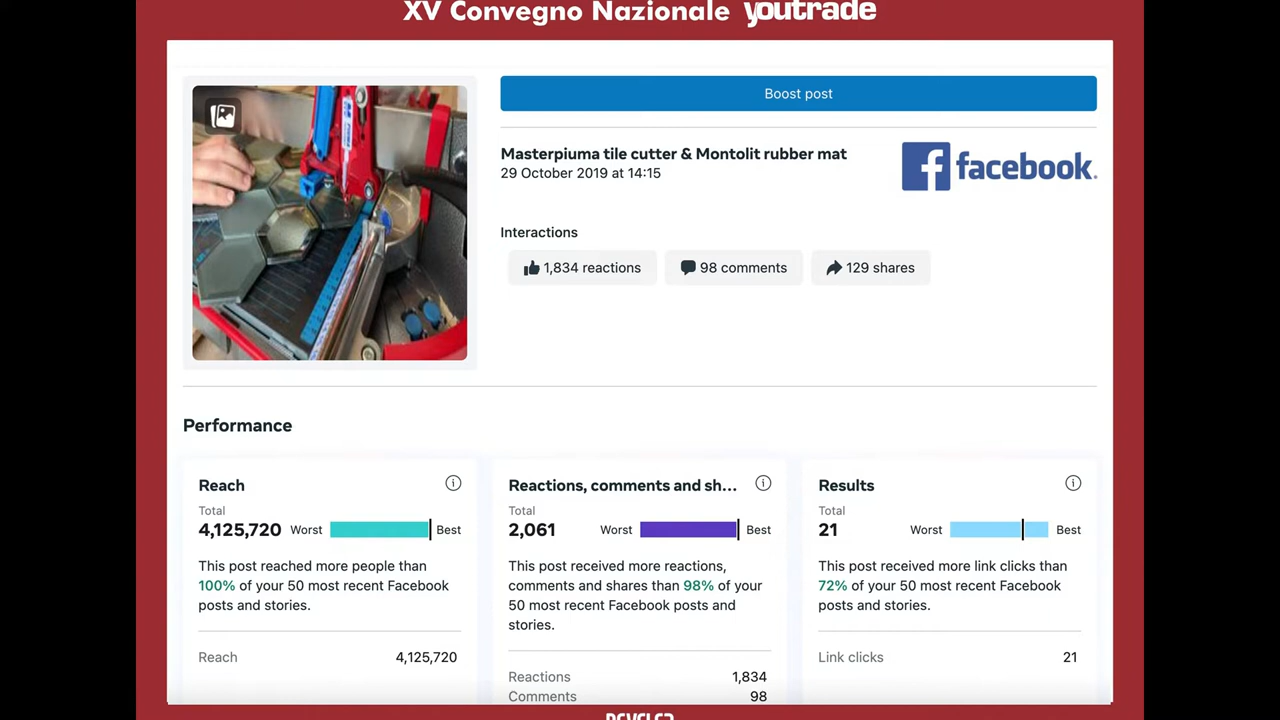 XV Convegno Nazionale youtrade
Boost post
Masterpiuma tile cutter & Montolit rubber mat
29 October 2019 at 14:15
facebook.
Interactions
1,834 reactions
98 comments
129 shares
Performance
Reach
Total
4,125,720 Worst Best
This post reached more people than
100% of your 50 most recent Facebook
posts and stories.
Reach 4,125,720
Reactions, comments and sh...
Total
2,061 Worst Best
This post received more reactions,
comments and shares than 98% of your
50 most recent Facebook posts and
stories.
Reactions 1,834
Comments 98
Results
Total
21 Worst Best
This post received more link clicks than
72% of your 50 most recent Facebook
posts and stories.
Link clicks 21